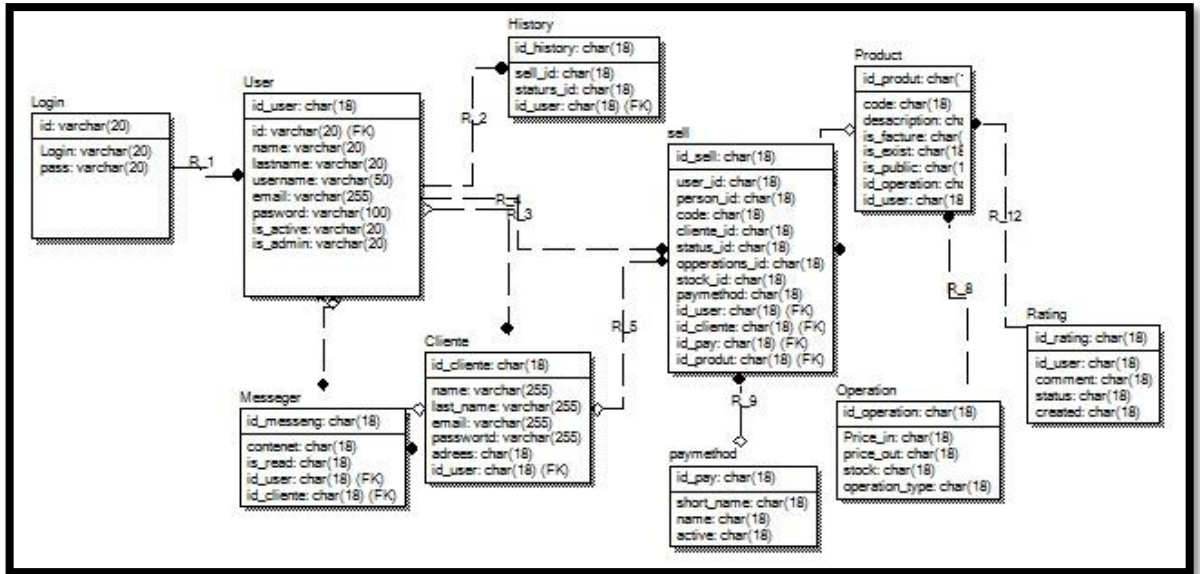 Login
id: varchar(20)
Login: varchar(20)
pass: varchar(20)
R_1
User
id_user: char(18)
id: varchar(20) (FK)
name: varchar(20)
lastname: varchar(20)
username: varchar(50)
email: varchar(255)
pasword: varchar(100)
is_active: varchar(20)
is_admin: varchar(20)
R_2
R_4
R_3
History
id_history: char(18)
sell_id: char(18)
staturs_id: char(18)
id_user: char(18) (FK)
sell
id_sell: char(18)
user_id: char(18)
person_id: char(18)
code: char(18)
cliente_id: char(18)
status_id: char(18)
opperations_id: char(18)
stock_id: char(18)
paymethod: char(18)
id_user: char(18) (FK)
id_cliente: char(18) (FK)
id_pay: char(18) (FK)
id_produt: char(18) (FK)
Product
id_produt: char(
code: char(18)
desacription: cha
is_facture: char(
is_exist: char(18
is_public: char(1
id_operation: cha
id_user: char(18
R_12
R_8
R_5
R_9
Rating
id_rating: char(18)
id_user: char(18)
comment: char(18)
status: char(18)
created: char(18)
Cliente
id_cliente: char(18)
name: varchar(255)
last_name: varchar(255)
email: varchar(255)
passwortd: varchar(255)
adrees: char(18)
id_user: char(18) (FK)
Messeger
id_messeng: char(18)
contenet: char(18)
is_read: char(18)
id_user: char(18) (FK)
id_cliente: char(18) (FK)
paymethod
id_pay: char(18)
short_name: char(18)
name: char(18)
active: char(18)
Operation
id_operation: char(18)
Price_in: char(18)
price_out: char(18)
stock: char(18)
operation_type: char(18)